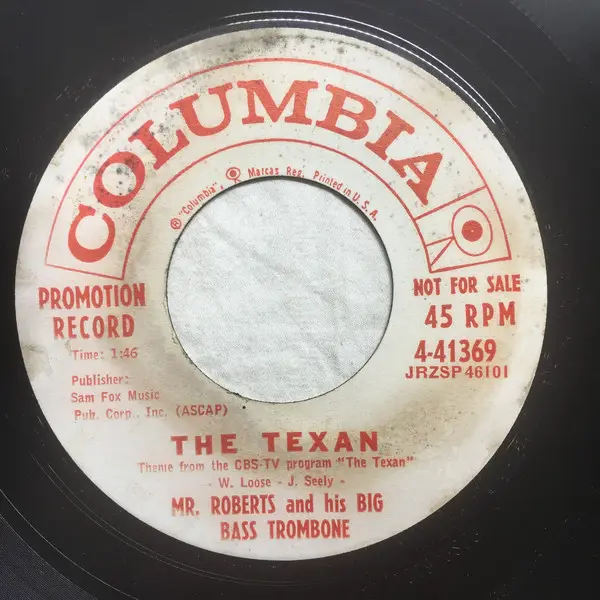 COLUMBIA
® "Columbia", Marcas Reg. Printed in U.S.A.
PROMOTION
RECORD
Time: 1:46
Publisher:
Sam Fox Music
Pub. Corp., Inc. (ASCAP)
NOT FOR SALE
45 RPM
4-41369
JRZSP 46101
THE TEXAN
Theme from the CBS-TV program "The Texan"
- W. Loose - J. Seely -
MR. ROBERTS and his BIG
BASS TROMBONE